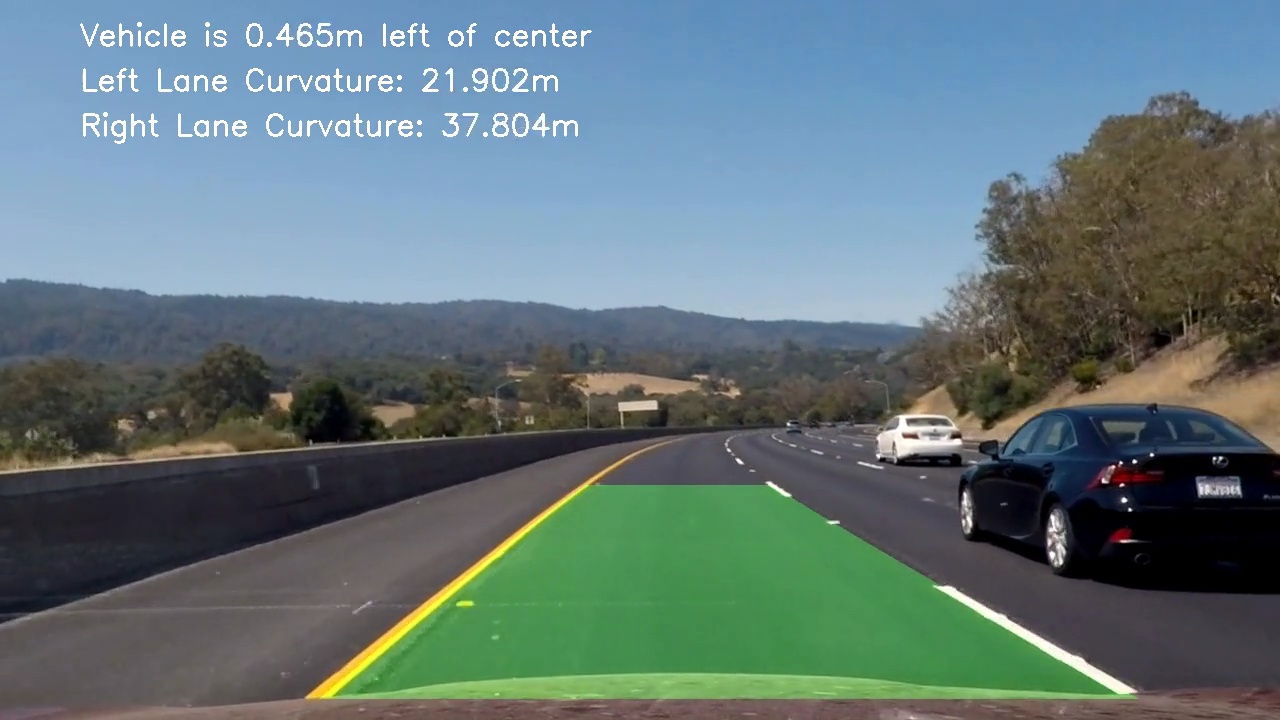 Vehicle is 0.465m left of center
Left Lane Curvature: 21.902m
Right Lane Curvature: 37.804m